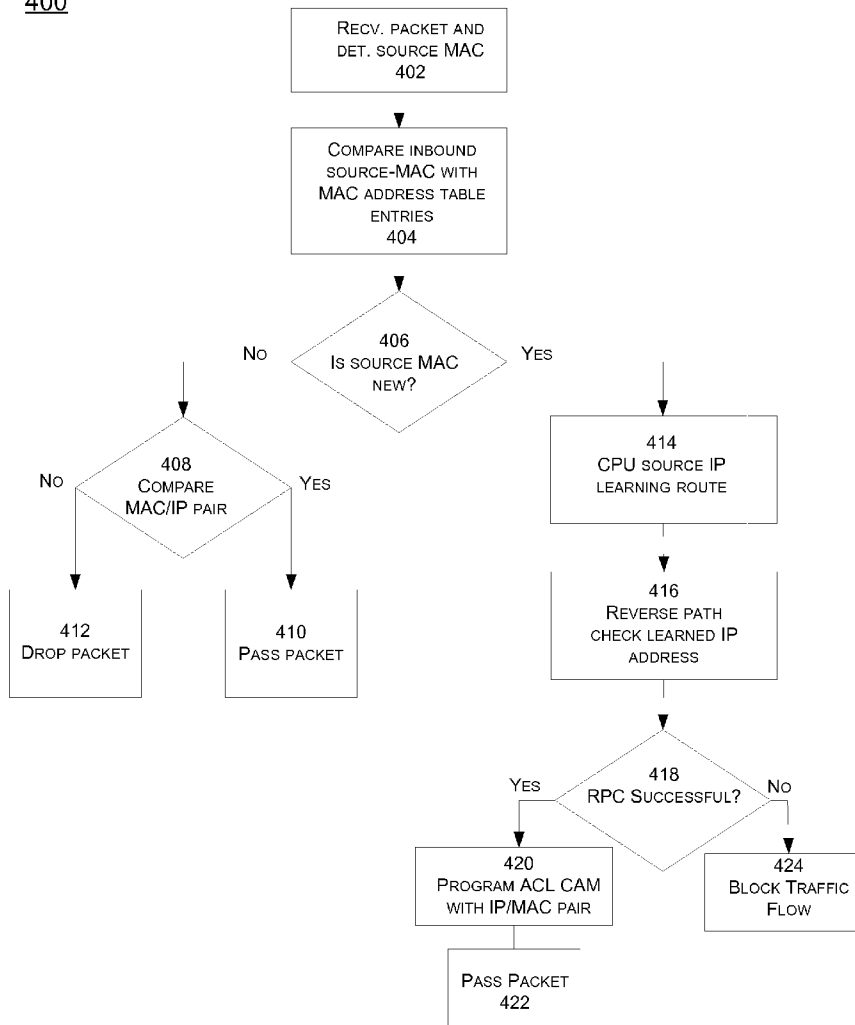 400
RECV. PACKET AND
DET. SOURCE MAC
402
COMPARE INBOUND
SOURCE-MAC WITH
MAC ADDRESS TABLE
ENTRIES
404
406
IS SOURCE MAC
NEW?
NO
YES
408
COMPARE
MAC/IP PAIR
NO
YES
414
CPU SOURCE IP
LEARNING ROUTE
412
DROP PACKET
410
PASS PACKET
416
REVERSE PATH
CHECK LEARNED IP
ADDRESS
418
RPC SUCCESSFUL?
YES
NO
420
PROGRAM ACL CAM
WITH IP/MAC PAIR
424
BLOCK TRAFFIC
FLOW
PASS PACKET
422